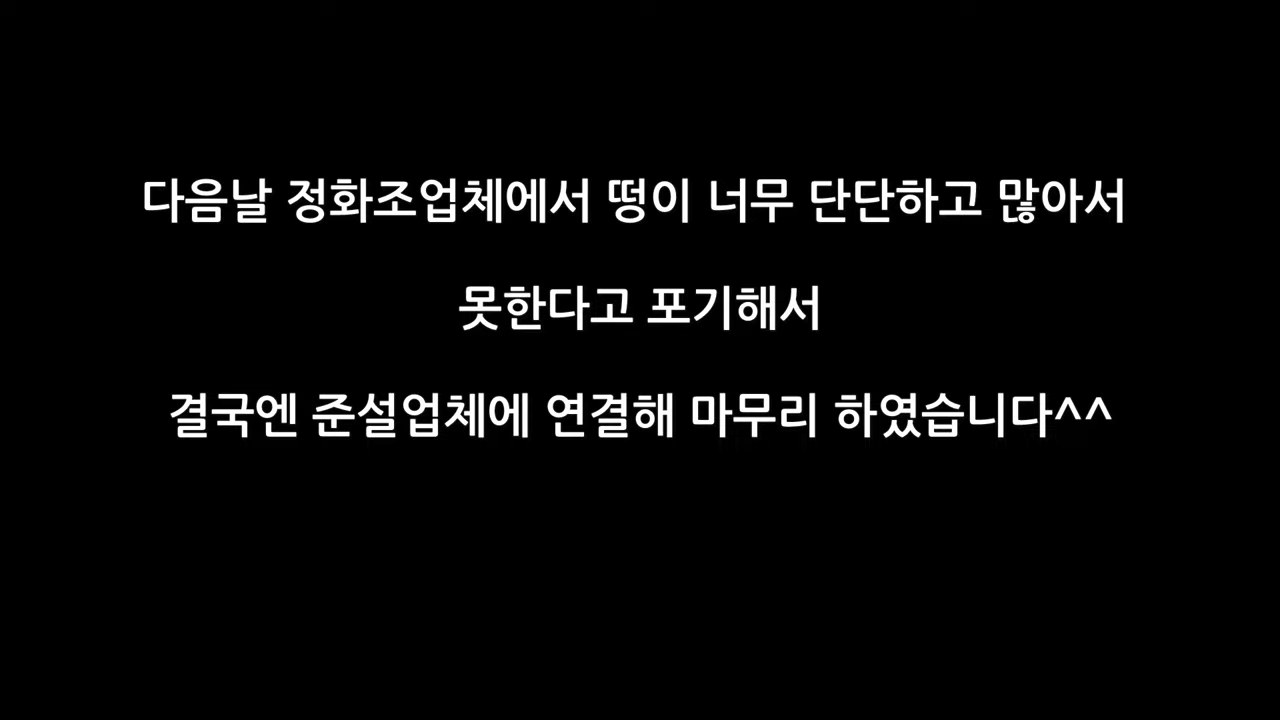 다음날 정화조업체에서 떵이 너무 단단하고 많아서
못한다고 포기해서
결국엔 준설업체에 연결해 마무리 하였습니다^^